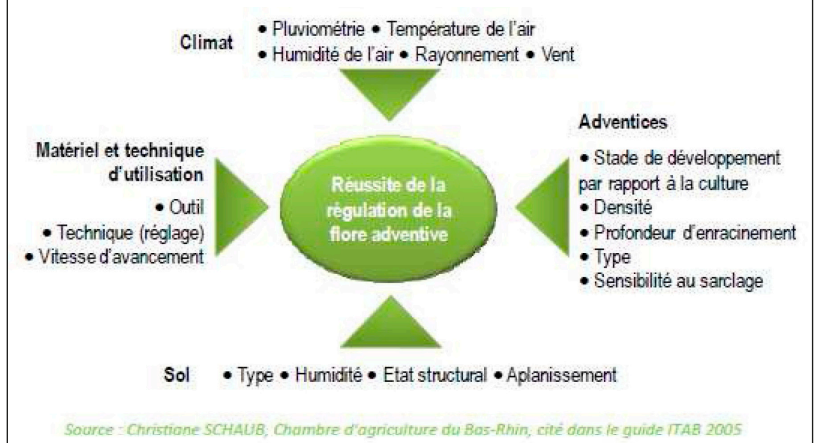 Climat
• Pluviométrie • Température de l'air
• Humidité de l'air • Rayonnement • Vent
Matériel et technique
d'utilisation
• Outil
• Technique (réglage)
• Vitesse d'avancement
Réussite de la
régulation de la
flore adventive
Adventices
• Stade de développement
par rapport à la culture
• Densité
• Profondeur d'enracinement
• Type
• Sensibilité au sarclage
Sol • Type • Humidité • Etat structural • Aplanissement
Source : Christiane SCHAUB, Chambre d'agriculture du Bas-Rhin, cité dans le guide ITAB 2005